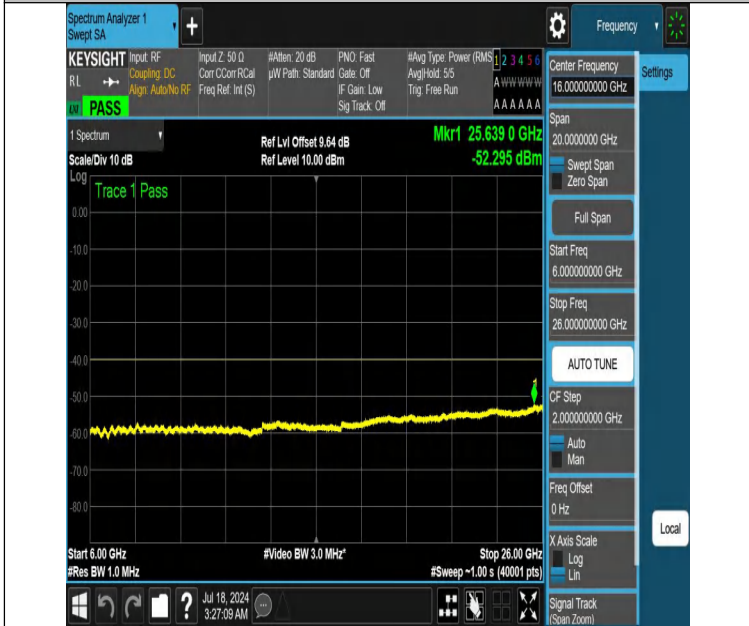 Spectrum Analyzer 1
Swept SA
+
Frequency
KEYSIGHT
RL
PASS
Input: RF
Coupling: DC
Align: Auto/No RF
Input Z: 50 Ω
Corr CCorr RCal
Freq Ref: Int (S)
#Atten: 20 dB
µW Path: Standard
PNO: Fast
Gate: Off
IF Gain: Low
Sig Track: Off
#Avg Type: Power (RMS
Avg|Hold: 5/5
Trig: Free Run
1 2 3 4 5 6
A W W W W W
A A A A A A
1 Spectrum
Scale/Div 10 dB
Ref Lvl Offset 9.64 dB
Ref Level 10.00 dBm
Mkr1 25.639 0 GHz
-52.295 dBm
Log
Trace 1 Pass
0.00
-10.0
-20.0
-30.0
-40.0
-50.0
-60.0
-70.0
-80.0
Start 6.00 GHz
#Res BW 1.0 MHz
#Video BW 3.0 MHz*
Stop 26.00 GHz
#Sweep ~1.00 s (40001 pts)
Jul 18, 2024
3:27:09 AM
Center Frequency
16.000000000 GHz
Settings
Span
20.0000000 GHz
Swept Span
Zero Span
Full Span
Start Freq
6.000000000 GHz
Stop Freq
26.000000000 GHz
AUTO TUNE
CF Step
2.000000000 GHz
Auto
Man
Freq Offset
0 Hz
X Axis Scale
Log
Lin
Local
Signal Track
(Span Zoom)